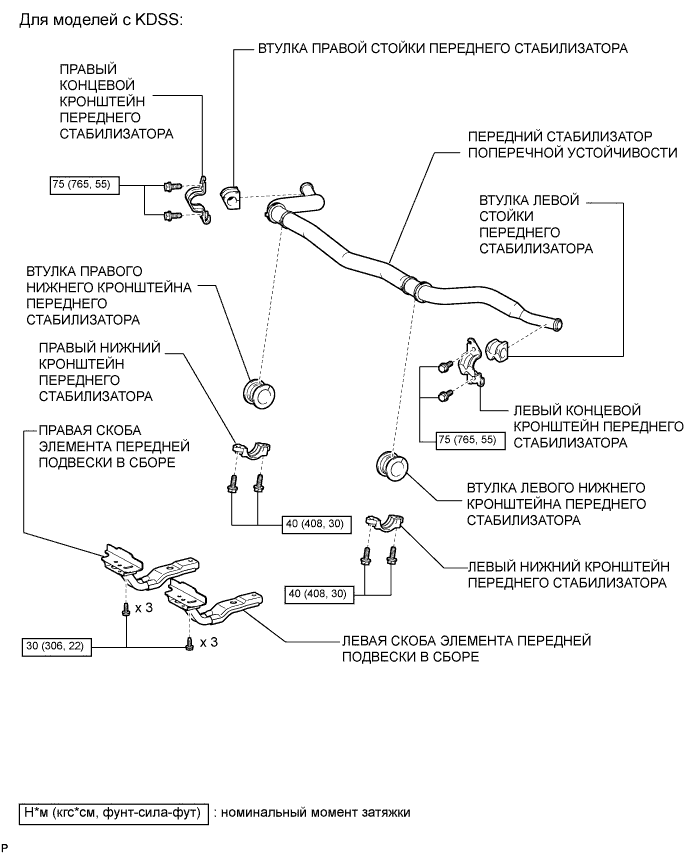 Для моделей с KDSS:
ВТУЛКА ПРАВОЙ СТОЙКИ ПЕРЕДНЕГО СТАБИЛИЗАТОРА
ПРАВЫЙ
КОНЦЕВОЙ
КРОНШТЕЙН
ПЕРЕДНЕГО
СТАБИЛИЗАТОРА
ПЕРЕДНИЙ СТАБИЛИЗАТОР
ПОПЕРЕЧНОЙ УСТОЙЧИВОСТИ
75 (765, 55)
ВТУЛКА ЛЕВОЙ
СТОЙКИ
ПЕРЕДНЕГО
СТАБИЛИЗАТОРА
ВТУЛКА ПРАВОГО
НИЖНЕГО КРОНШТЕЙНА
ПЕРЕДНЕГО
СТАБИЛИЗАТОРА
ПРАВЫЙ НИЖНИЙ
КРОНШТЕЙН
ПЕРЕДНЕГО
СТАБИЛИЗАТОРА
ЛЕВЫЙ КОНЦЕВОЙ
КРОНШТЕЙН ПЕРЕДНЕГО
СТАБИЛИЗАТОРА
75 (765, 55)
ПРАВАЯ СКОБА
ЭЛЕМЕНТА ПЕРЕДНЕЙ
ПОДВЕСКИ В СБОРЕ
ВТУЛКА ЛЕВОГО НИЖНЕГО
КРОНШТЕЙНА ПЕРЕДНЕГО
СТАБИЛИЗАТОРА
40 (408, 30)
ЛЕВЫЙ НИЖНИЙ КРОНШТЕЙН
ПЕРЕДНЕГО СТАБИЛИЗАТОРА
40 (408, 30)
x 3
x 3
30 (306, 22)
ЛЕВАЯ СКОБА ЭЛЕМЕНТА ПЕРЕДНЕЙ
ПОДВЕСКИ В СБОРЕ
Н*м (кгс*см, фунт-сила-фут) : номинальный момент затяжки
P